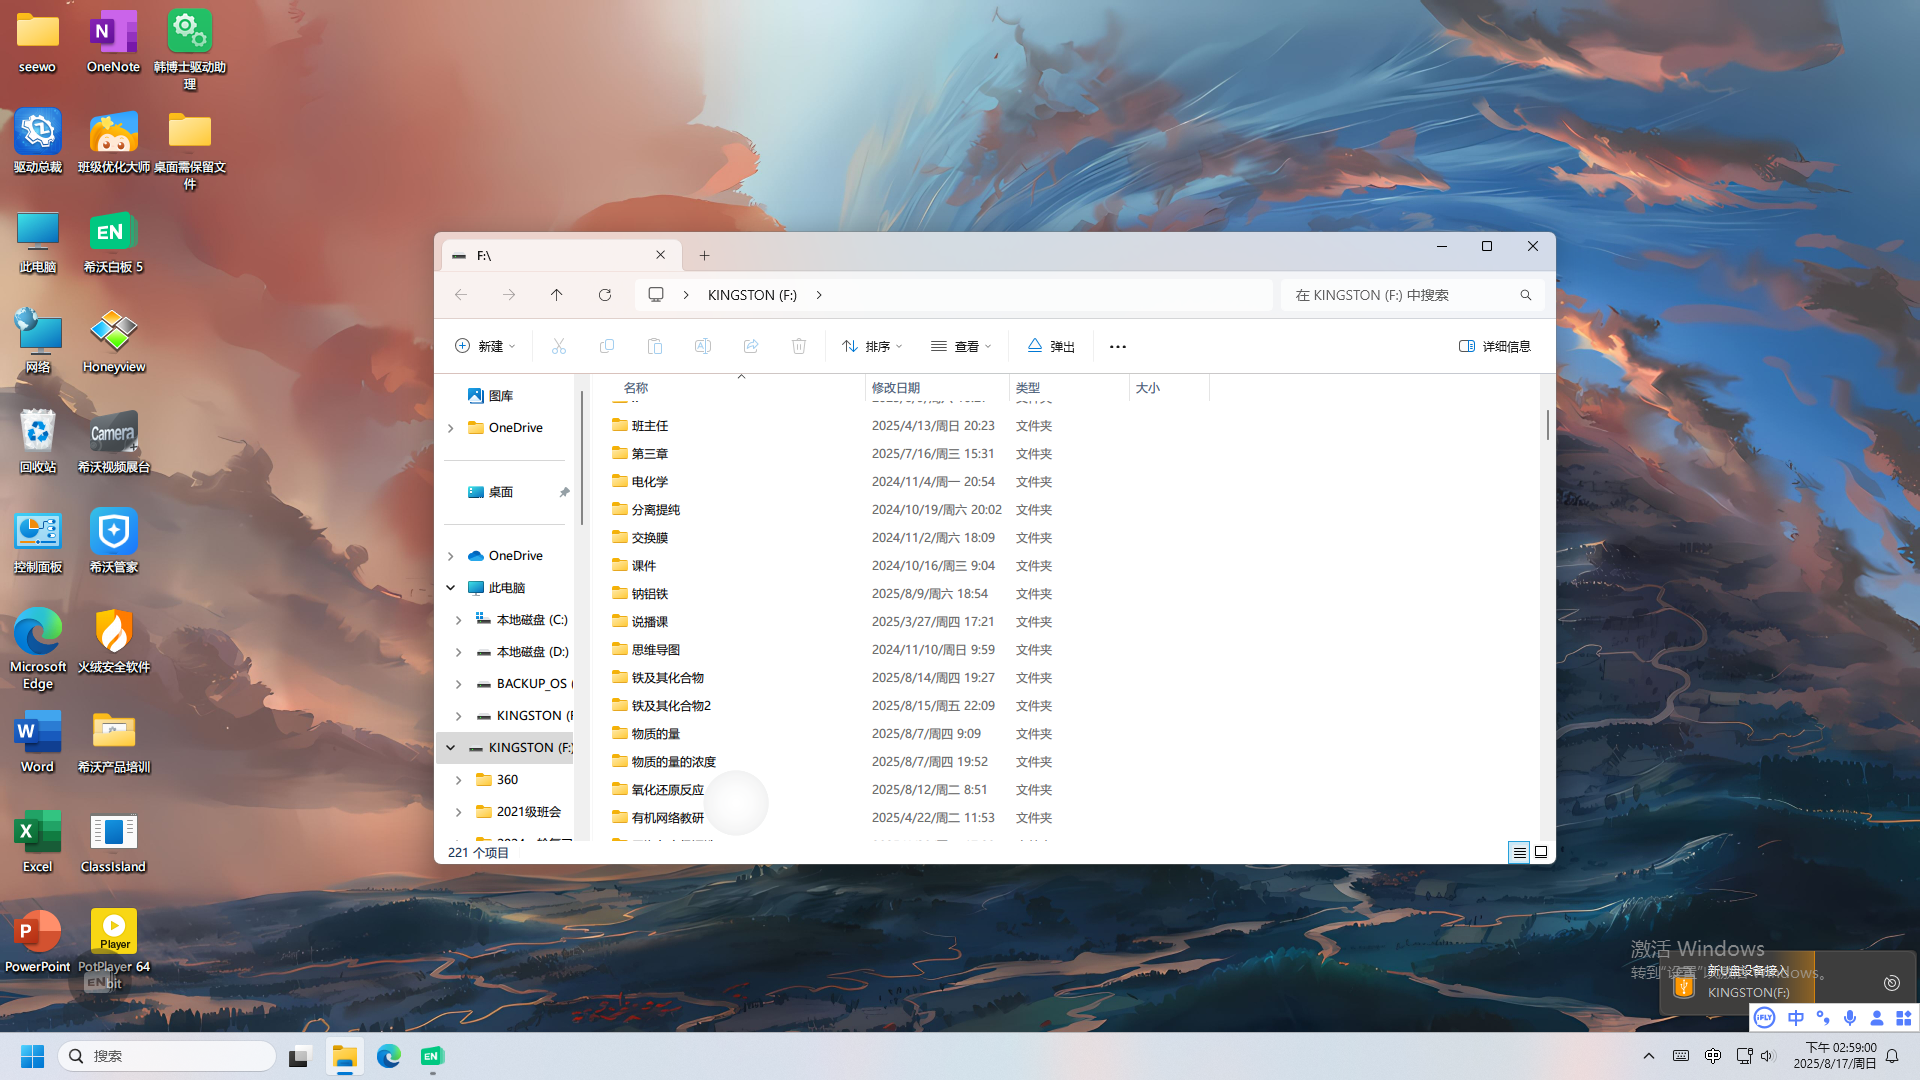 seewo
OneNote
韩博士驱动助
理
驱动总裁
班级优化大师
桌面需保留文
件
此电脑
EN
希沃白板 5
网络
Honeyview
回收站
Camera
希沃视频展台
控制面板
希沃管家
Microsoft
Edge
火绒安全软件
Word
希沃产品培训
Excel
ClassIsland
PowerPoint
Player
PotPlayer 64
bit
EN
F:\
KINGSTON (F:)
在 KINGSTON (F:) 中搜索
新建
排序
查看
弹出
详细信息
图库
OneDrive
桌面
OneDrive
此电脑
本地磁盘 (C:)
本地磁盘 (D:)
BACKUP_OS (
KINGSTON (F
KINGSTON (F:)
360
2021级班会
名称 修改日期 类型 大小
班主任 2025/4/13/周日 20:23 文件夹
第三章 2025/7/16/周三 15:31 文件夹
电化学 2024/11/4/周一 20:54 文件夹
分离提纯 2024/10/19/周六 20:02 文件夹
交换膜 2024/11/2/周六 18:09 文件夹
课件 2024/10/16/周三 9:04 文件夹
钠铝铁 2025/8/9/周六 18:54 文件夹
说播课 2025/3/27/周四 17:21 文件夹
思维导图 2024/11/10/周日 9:59 文件夹
铁及其化合物 2025/8/14/周四 19:27 文件夹
铁及其化合物2 2025/8/15/周五 22:09 文件夹
物质的量 2025/8/7/周四 9:09 文件夹
物质的量的浓度 2025/8/7/周四 19:52 文件夹
氧化还原反应 2025/8/12/周二 8:51 文件夹
有机网络教研 2025/4/22/周二 11:53 文件夹
221 个项目
激活 Windows
新U盘设备接入
KINGSTON(F:)
iFLY 中
搜索
EN
中
下午 02:59:00
2025/8/17/周日